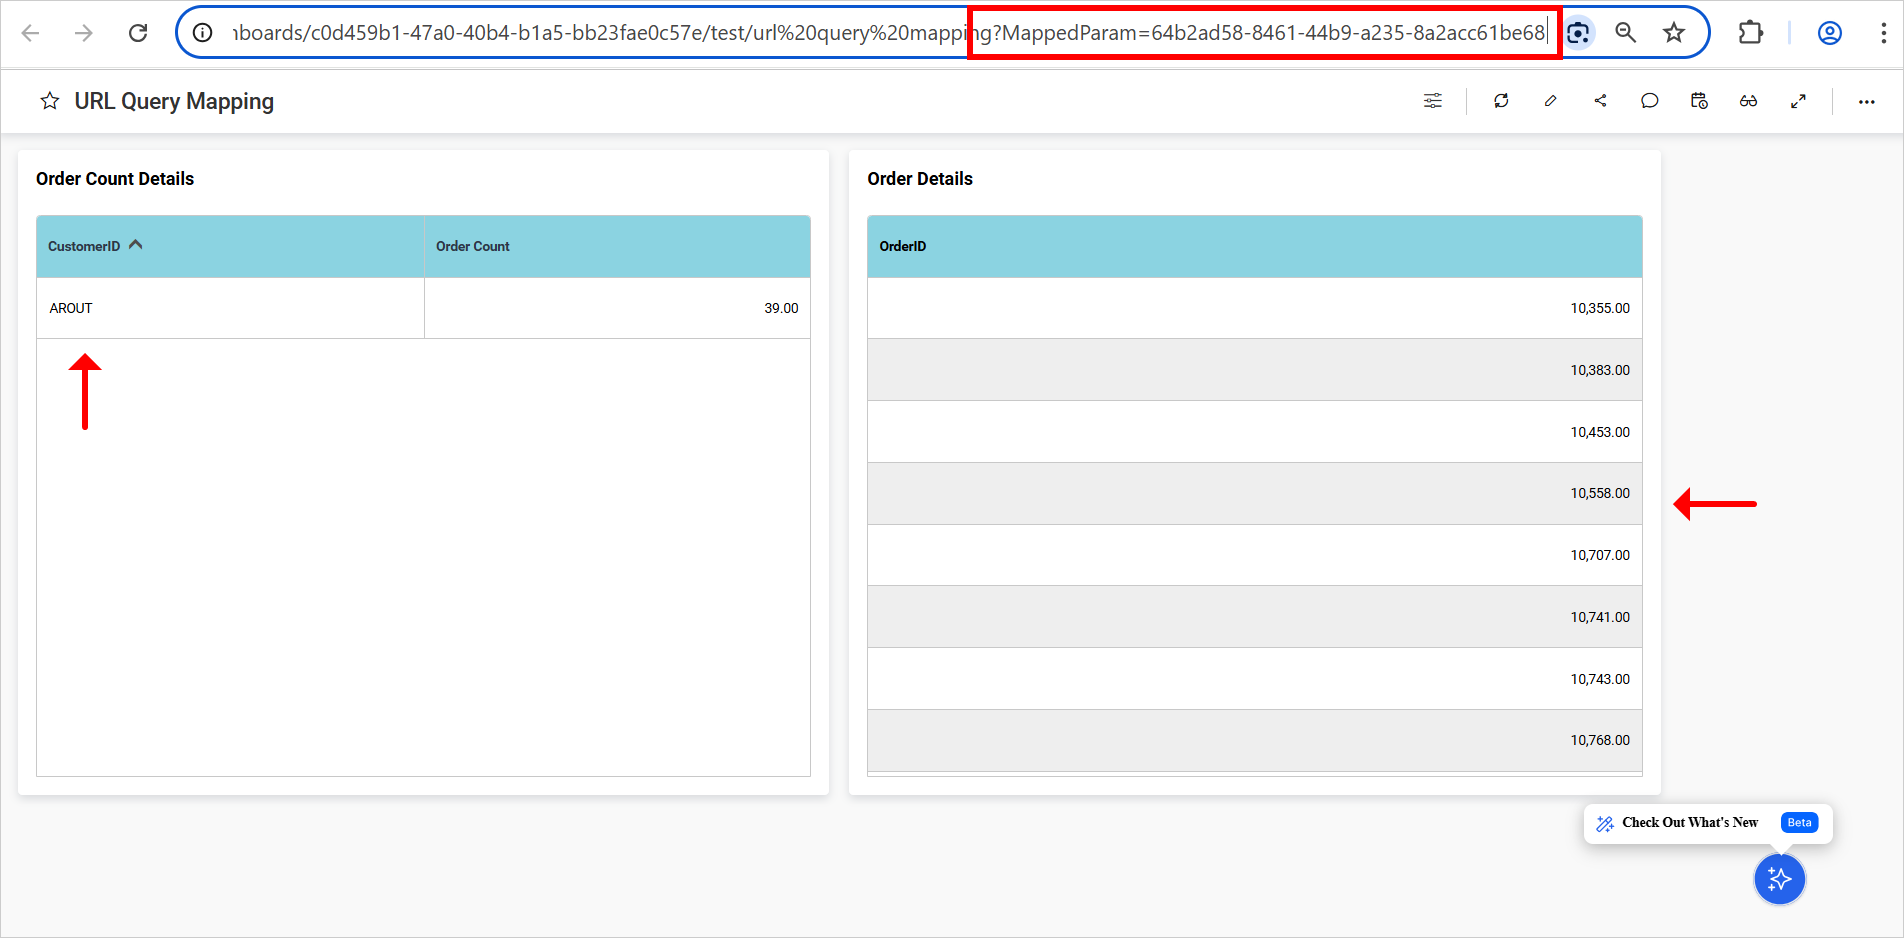 ıboards/c0d459b1-47a0-40b4-b1a5-bb23fae0c57e/test/url%20query%20mapping?MappedParam=64b2ad58-8461-44b9-a235-8a2acc61be68
URL Query Mapping
Order Count Details
CustomerID Order Count
AROUT 39.00
Order Details
OrderID
10,355.00
10,383.00
10,453.00
10,558.00
10,707.00
10,741.00
10,743.00
10,768.00
Check Out What's New Beta